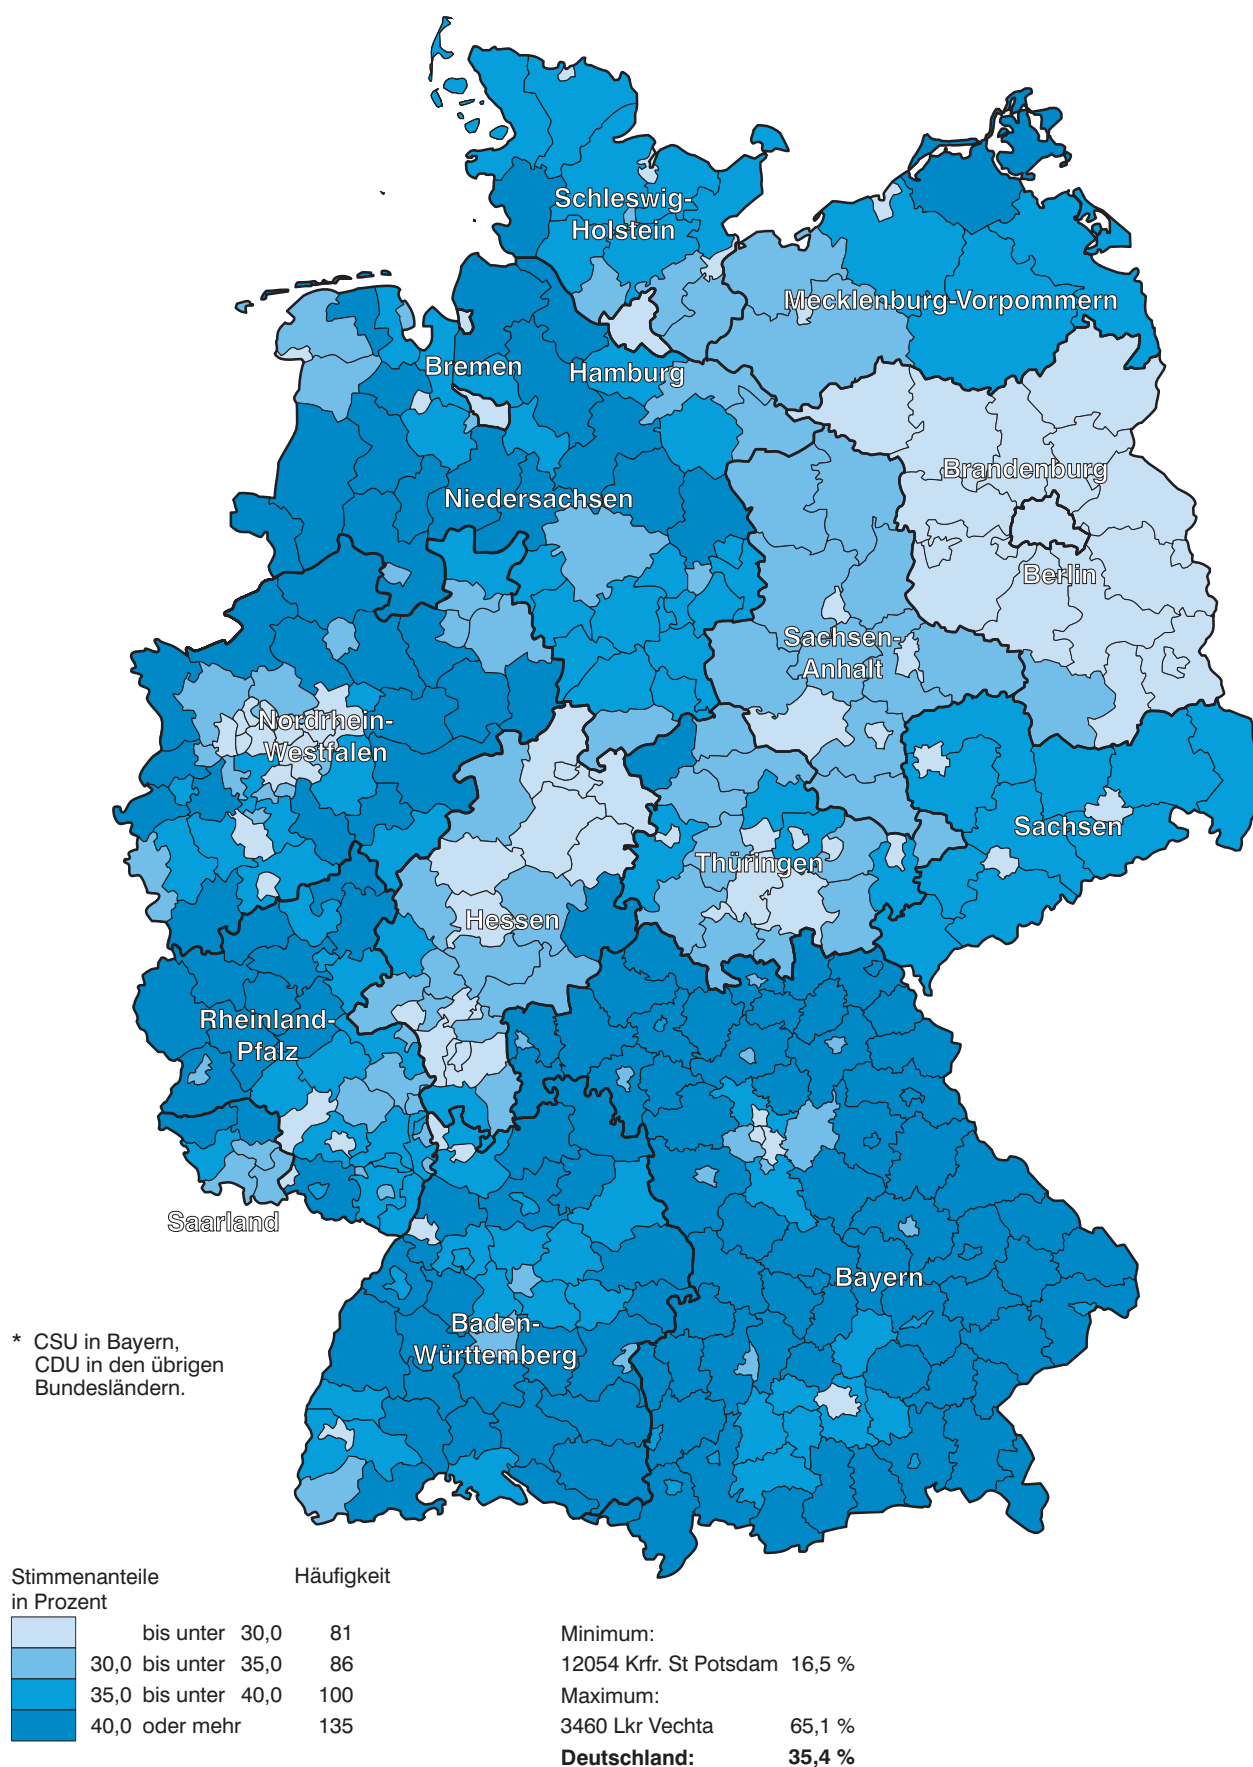 Schleswig-
Holstein
Mecklenburg-Vorpommern
Bremen
Hamburg
Brandenburg
Niedersachsen
Berlin
Sachsen-
Anhalt
Nordrhein-
Westfalen
Sachsen
Thüringen
Hessen
Rheinland-
Pfalz
Saarland
Bayern
Baden-
Württemberg
* CSU in Bayern,
CDU in den übrigen
Bundesländern.
Stimmenanteile Häufigkeit
in Prozent
bis unter 30,0 81
30,0 bis unter 35,0 86
35,0 bis unter 40,0 100
40,0 oder mehr 135
Minimum:
12054 Krfr. St Potsdam 16,5 %
Maximum:
3460 Lkr Vechta 65,1 %
Deutschland: 35,4 %